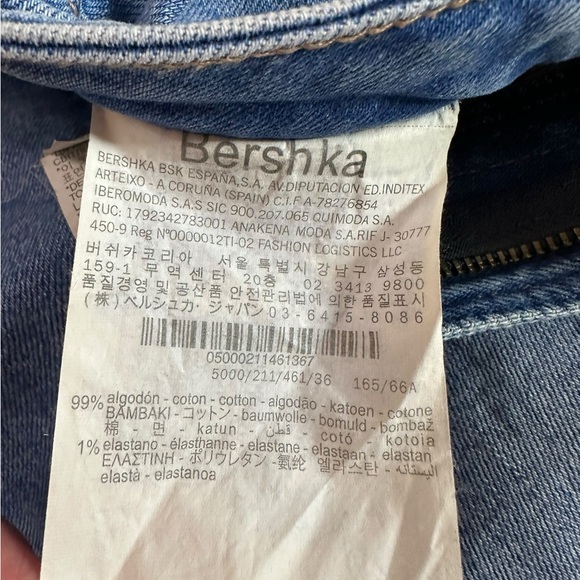 Bershka
BERSHKA BSK ESPAÑA,S.A. AV.DIPUTACION ED.INDITEX
ARTEIXO - A CORUÑA (SPAIN) C.I.F A-78276854
IBEROMODA S.A.S SIC 900.207.065 QUIMODA S.A.
RUC: 1792342783001 ANAKENA MODA S.A.RIF J- 30777
450-9 Reg Nº0000012TI-02 FASHION LOGISTICS LLC
버쉬카코리아 서울 특별시 강남구 삼성동
159-1 무역센터 20층 02 3413 9800
품질경영 및 공산품 안전관리법에 의한 품질표시
(株) ベルシュカ・ジャパン 03-6415-8086
05000211461367
5000/211/461/36 165/66A
99% algodón - coton - cotton - algodão - katoen - cotone
BAMBAKI - コットン - baumwolle - bomuld - bombaž
棉 - 면 - katun - قطن - cotó - kotoia
1% elastano - élasthanne - elastane - elastaan - elastan
ΕΛΑΣΤΙΝΗ - ポリウレタン - 氨纶 - 엘라스탄 - البستانيه
elastà - elastanoa